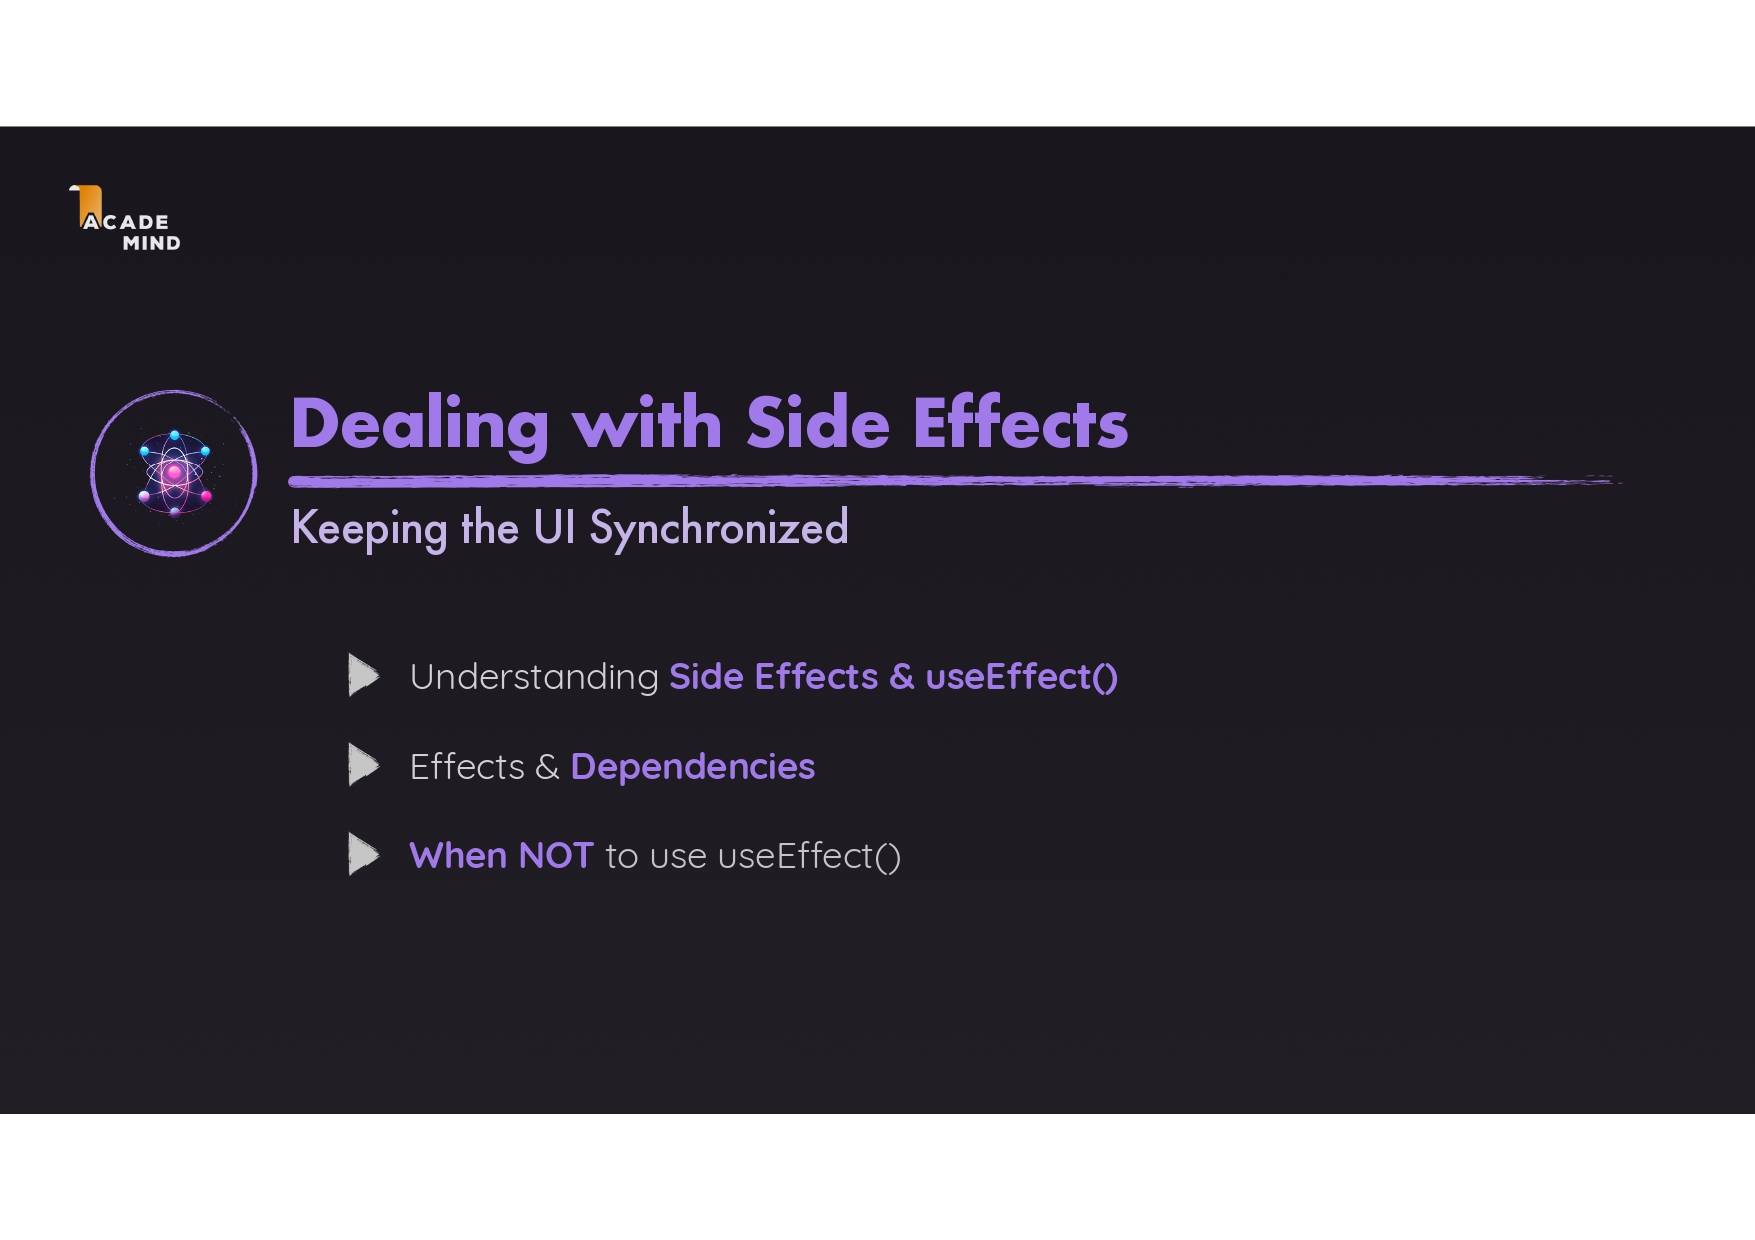 ACADE
MIND
Dealing with Side Effects
Keeping the UI Synchronized
Understanding Side Effects & useEffect()
Effects & Dependencies
When NOT to use useEffect()